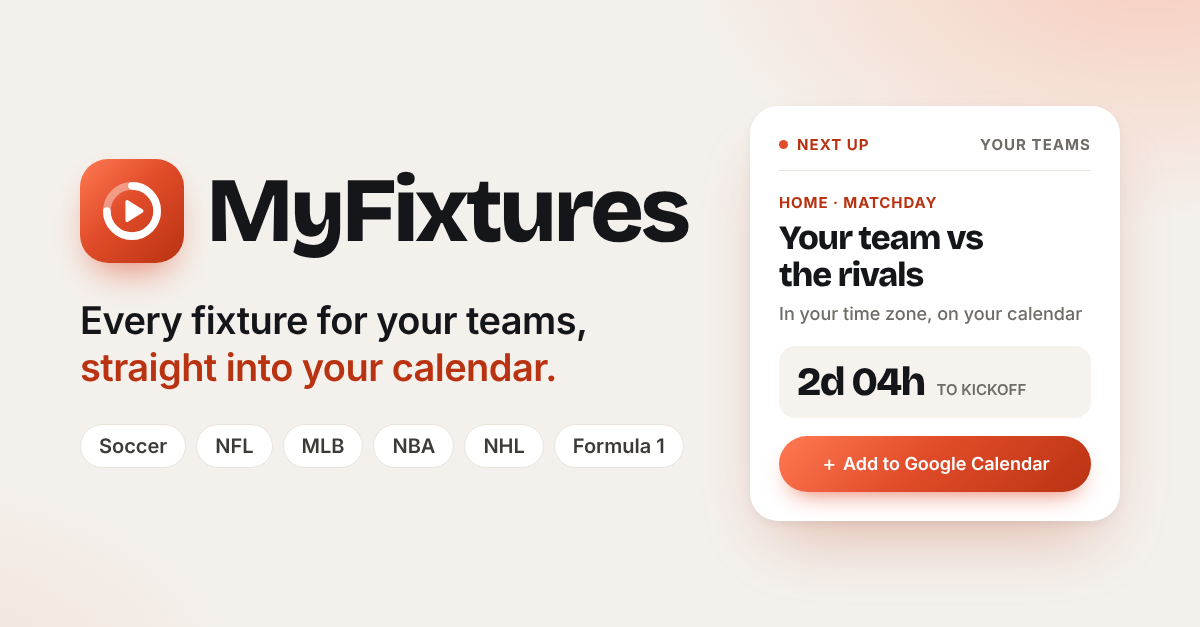 MyFixtures
Every fixture for your teams,
straight into your calendar.
Soccer
NFL
MLB
NBA
NHL
Formula 1
NEXT UP
YOUR TEAMS
HOME · MATCHDAY
Your team vs
the rivals
In your time zone, on your calendar
2d 04h TO KICKOFF
+ Add to Google Calendar